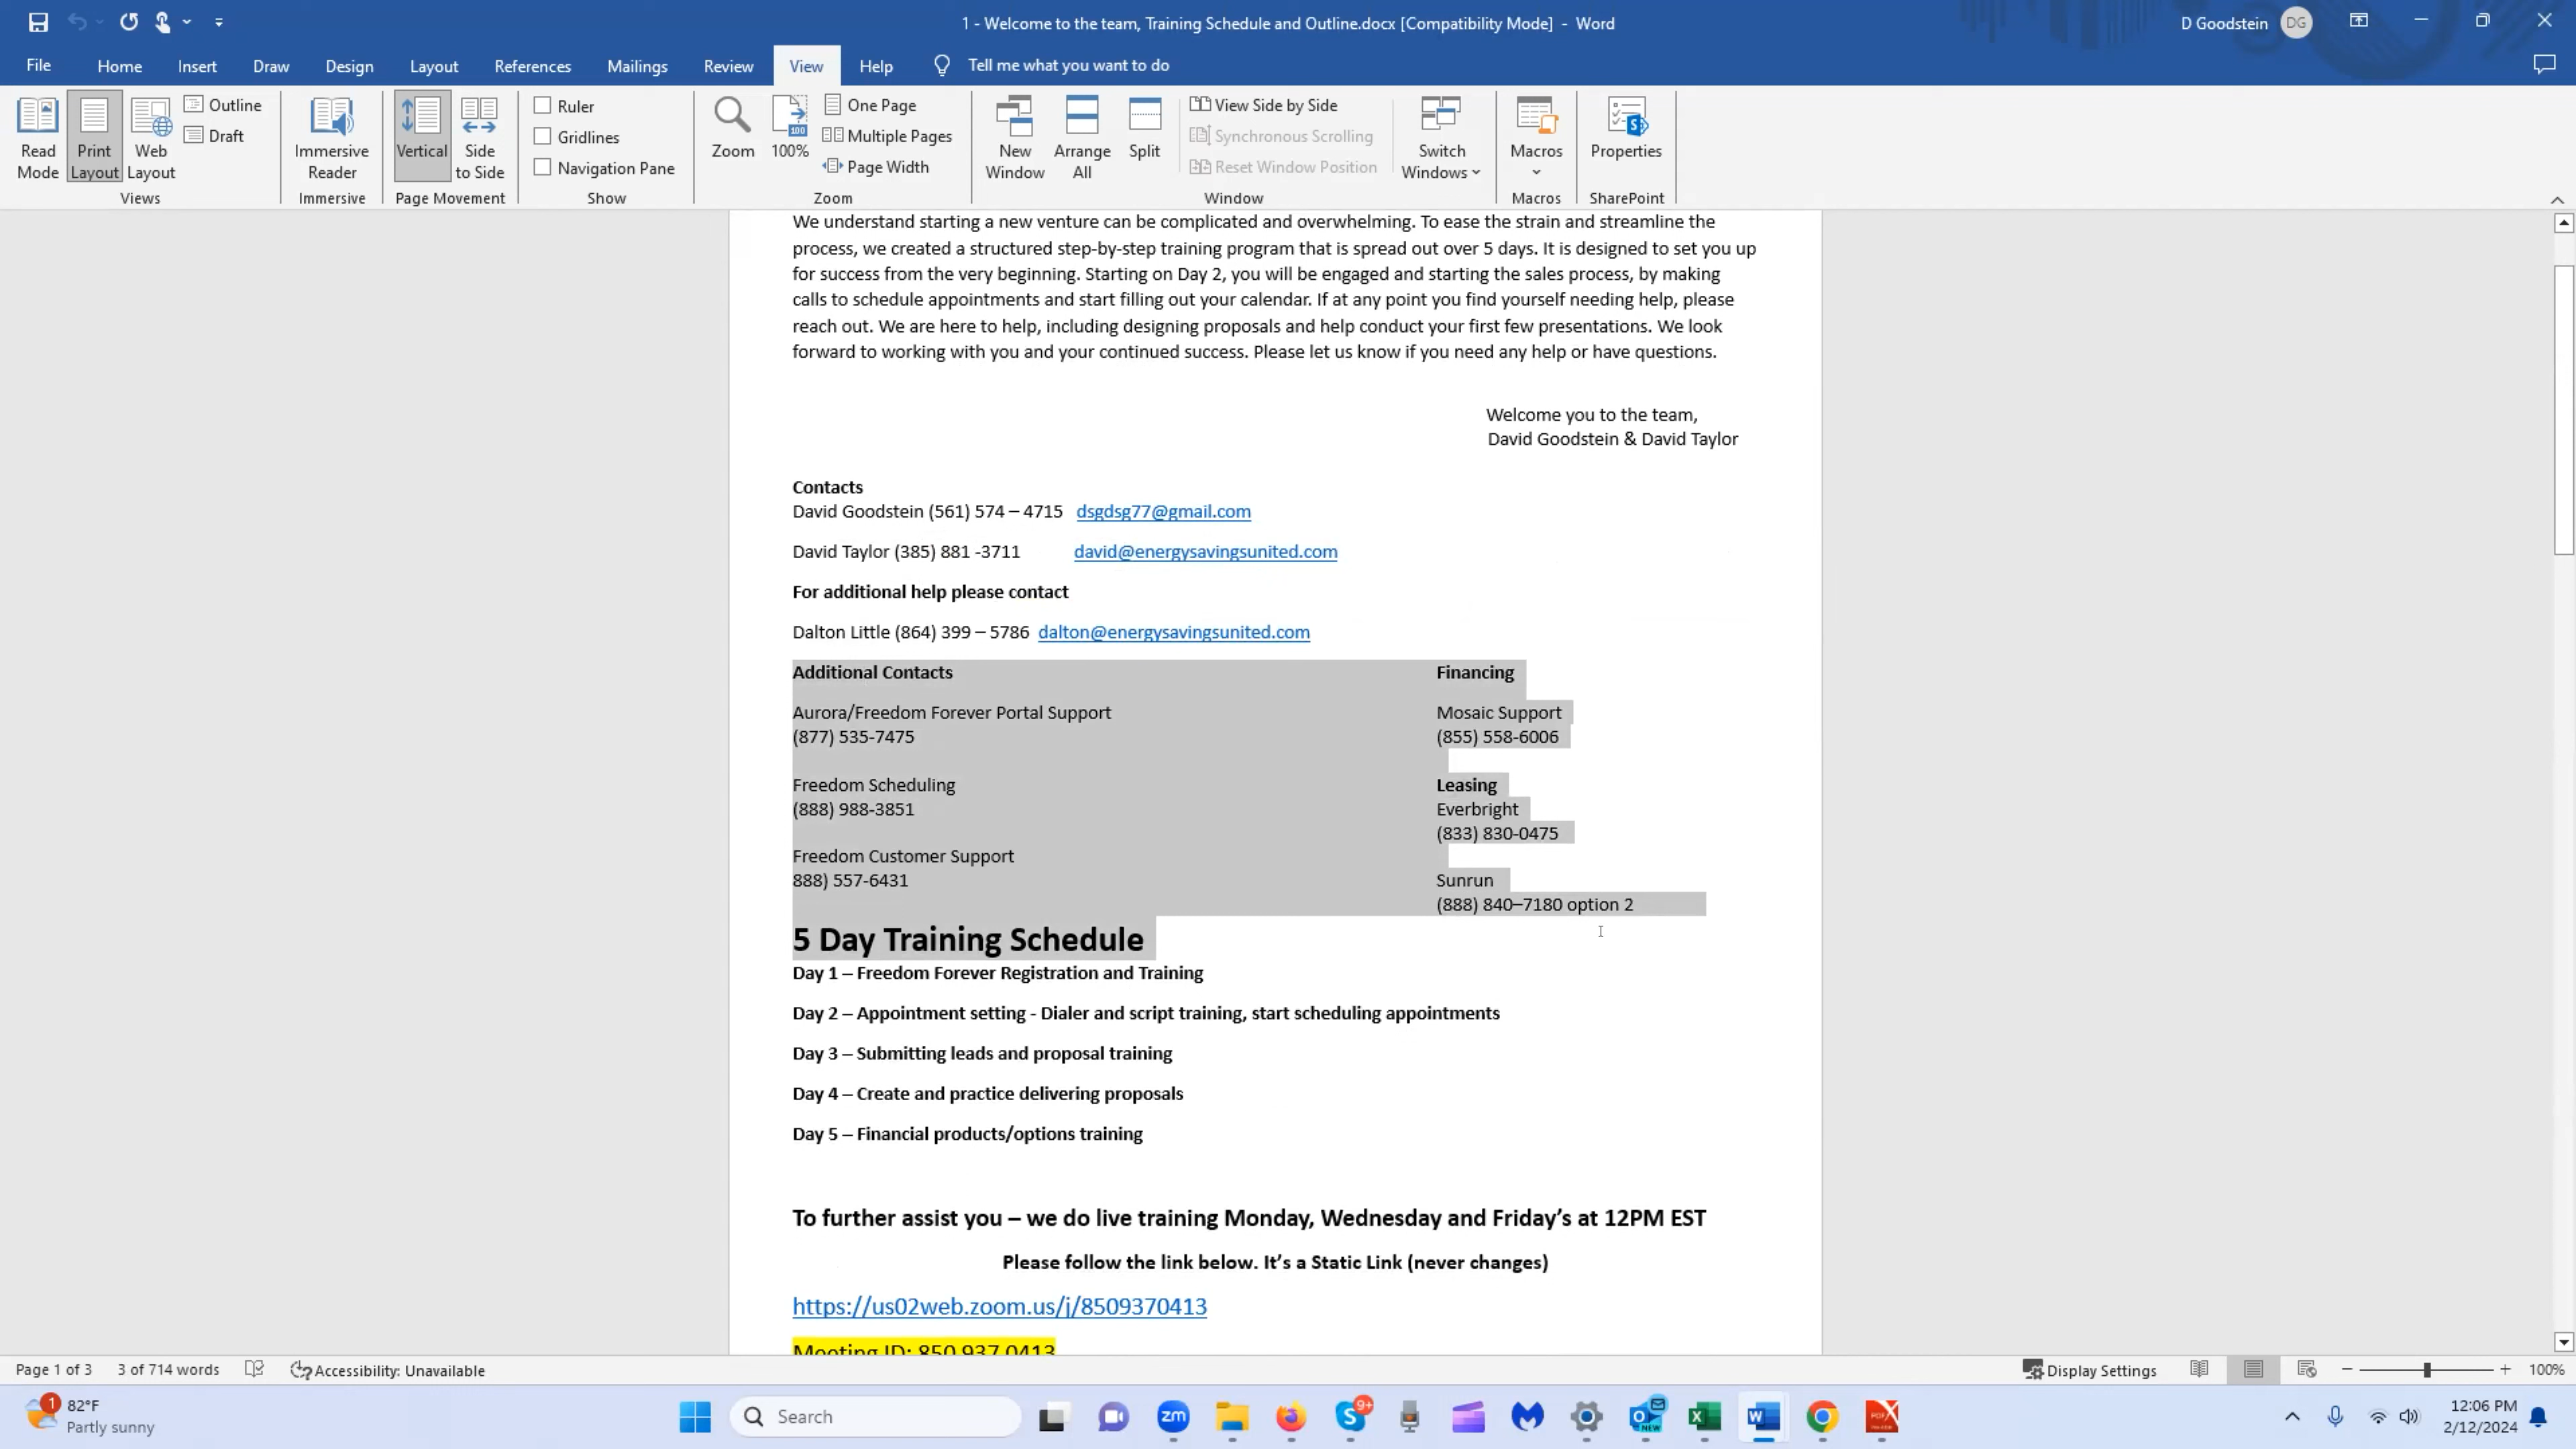 1 - Welcome to the team, Training Schedule and Outline.docx [Compatibility Mode] - Word
D Goodstein DG
File Home Insert Draw Design Layout References Mailings Review View Help Tell me what you want to do
Read Mode
Print Layout
Web Layout
Outline
Draft
Views
Immersive Reader
Immersive
Vertical
Side to Side
Page Movement
Ruler
Gridlines
Navigation Pane
Show
Zoom
100
100%
One Page
Multiple Pages
Page Width
Zoom
New Window
Arrange All
Split
View Side by Side
Synchronous Scrolling
Reset Window Position
Switch Windows
Window
Macros
Macros
Properties
SharePoint
We understand starting a new venture can be complicated and overwhelming. To ease the strain and streamline the
process, we created a structured step-by-step training program that is spread out over 5 days. It is designed to set you up
for success from the very beginning. Starting on Day 2, you will be engaged and starting the sales process, by making
calls to schedule appointments and start filling out your calendar. If at any point you find yourself needing help, please
reach out. We are here to help, including designing proposals and help conduct your first few presentations. We look
forward to working with you and your continued success. Please let us know if you need any help or have questions.
Welcome you to the team,
David Goodstein & David Taylor
Contacts
David Goodstein (561) 574 – 4715 dsgdsg77@gmail.com
David Taylor (385) 881 -3711 david@energysavingsunited.com
For additional help please contact
Dalton Little (864) 399 – 5786 dalton@energysavingsunited.com
Additional Contacts
Aurora/Freedom Forever Portal Support
(877) 535-7475
Freedom Scheduling
(888) 988-3851
Freedom Customer Support
888) 557-6431
Financing
Mosaic Support
(855) 558-6006
Leasing
Everbright
(833) 830-0475
Sunrun
(888) 840–7180 option 2
5 Day Training Schedule
Day 1 – Freedom Forever Registration and Training
Day 2 – Appointment setting - Dialer and script training, start scheduling appointments
Day 3 – Submitting leads and proposal training
Day 4 – Create and practice delivering proposals
Day 5 – Financial products/options training
To further assist you – we do live training Monday, Wednesday and Friday's at 12PM EST
Please follow the link below. It's a Static Link (never changes)
https://us02web.zoom.us/j/8509370413
Meeting ID: 850 937 0413
Page 1 of 3 3 of 714 words Accessibility: Unavailable Display Settings 100%
1
82°F
Partly sunny
Search
zm
9+
NEW
12:06 PM
2/12/2024